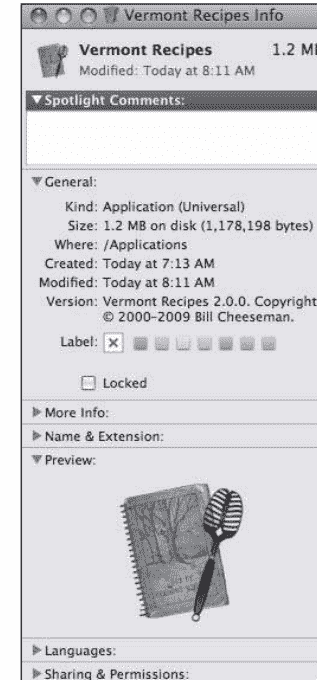 Vermont Recipes Info
Vermont Recipes 1.2 MB
Modified: Today at 8:11 AM
Spotlight Comments:
General:
Kind: Application (Universal)
Size: 1.2 MB on disk (1,178,198 bytes)
Where: /Applications
Created: Today at 7:13 AM
Modified: Today at 8:11 AM
Version: Vermont Recipes 2.0.0. Copyright
© 2000–2009 Bill Cheeseman.
Label:
Locked
More Info:
Name & Extension:
Preview:
Languages:
Sharing & Permissions: